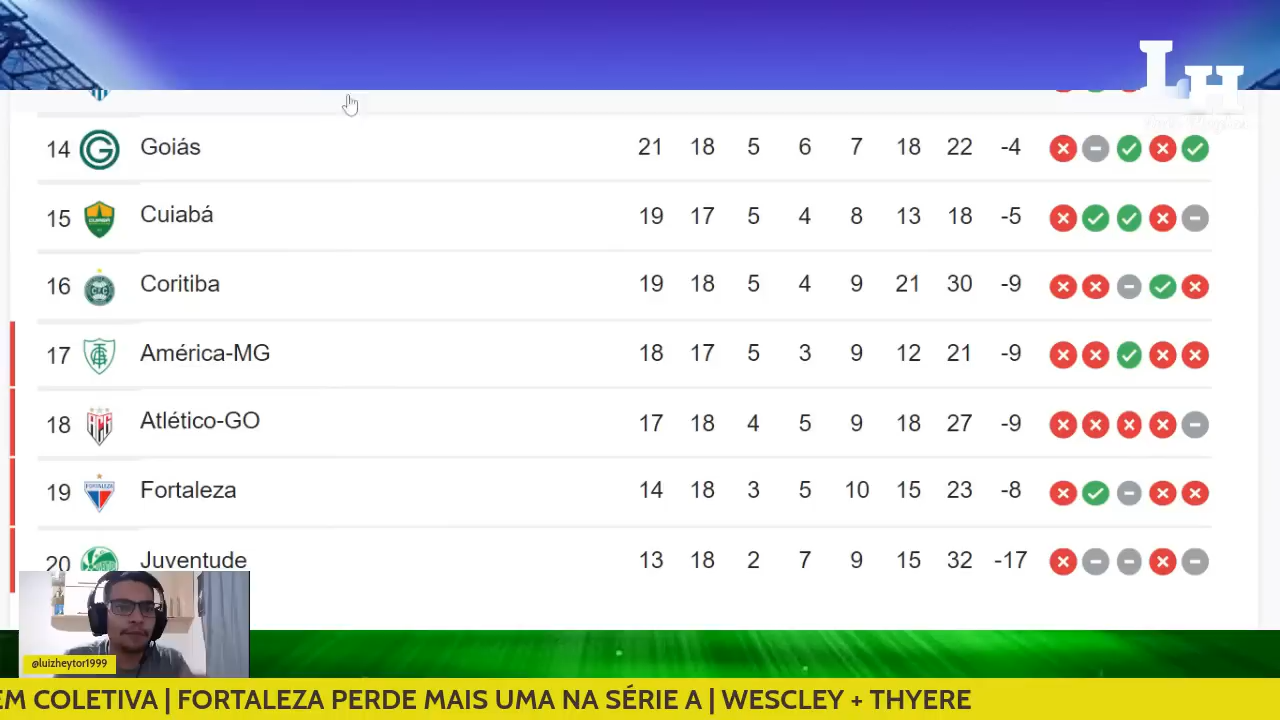 LH
14 Goiás 21 18 5 6 7 18 22 -4
15 Cuiabá 19 17 5 4 8 13 18 -5
16 Coritiba 19 18 5 4 9 21 30 -9
17 América-MG 18 17 5 3 9 12 21 -9
18 Atlético-GO 17 18 4 5 9 18 27 -9
19 Fortaleza 14 18 3 5 10 15 23 -8
FORTALEZA
20 Juventude 13 18 2 7 9 15 32 -17
@luizheytor1999
EM COLETIVA | FORTALEZA PERDE MAIS UMA NA SÉRIE A | WESCLEY + THYERE